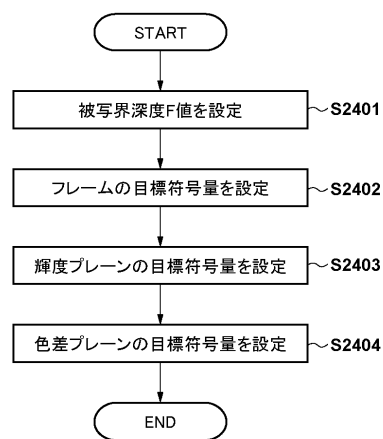 START
被写界深度F値を設定 S2401
フレームの目標符号量を設定 S2402
輝度プレーンの目標符号量を設定 S2403
色差プレーンの目標符号量を設定 S2404
END